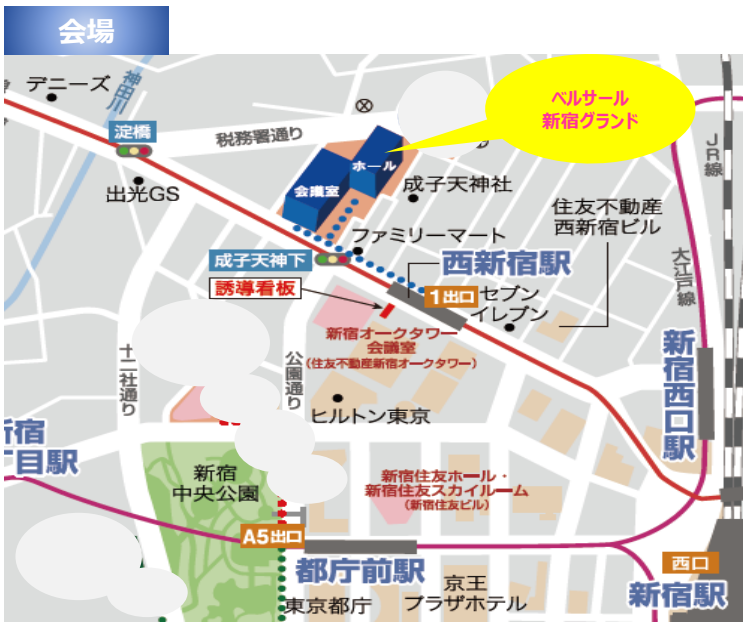 会場
デニーズ
神田川
淀橋
税務署通り
ベルサール
新宿グランド
JR線
出光GS
会議室
ホール
成子天神社
住友不動産
西新宿ビル
ファミリーマート
成子天神下
西新宿駅
大江戸線
誘導看板
1出口
セブン
イレブン
新宿オークタワー
会議室
(住友不動産新宿オークタワー)
十二社通り
公園通り
新宿西口駅
ヒルトン東京
宿
丁目駅
新宿
中央公園
新宿住友ホール・
新宿住友スカイルーム
(新宿住友ビル)
A5出口
都庁前駅
西口
新宿駅
東京都庁
京王
プラザホテル